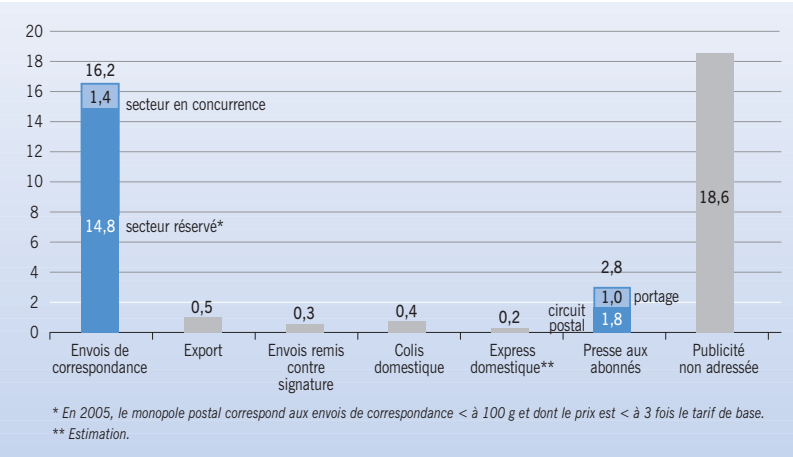 20
18
16
14
12
10
8
6
4
2
0
16,2
1,4
secteur en concurrence
14,8
secteur réservé*
0,5
0,3
0,4
0,2
2,8
1,0
portage
circuit
postal
1,8
18,6
Envois de
correspondance
Export
Envois remis
contre
signature
Colis
domestique
Express
domestique**
Presse aux
abonnés
Publicité
non adressée
* En 2005, le monopole postal correspond aux envois de correspondance < à 100 g et dont le prix est < à 3 fois le tarif de base.
** Estimation.